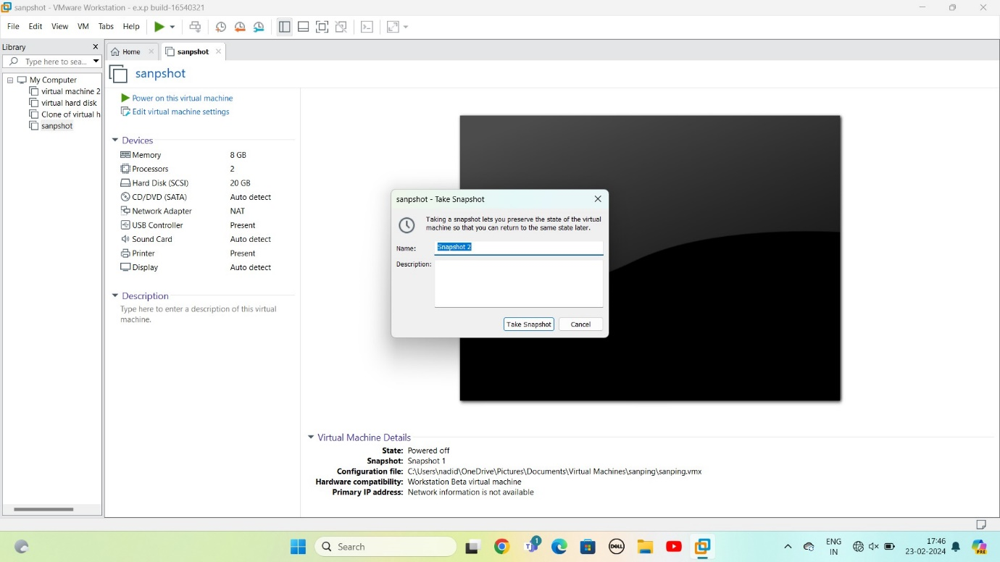 sanpshot - VMware Workstation - e.x.p build-16540321
File Edit View VM Tabs Help
Library
Home
sanpshot
Type here to sea...
sanpshot
My Computer
virtual machine 2
virtual hard disk
Clone of virtual h
sanpshot
Power on this virtual machine
Edit virtual machine settings
Devices
Memory 8 GB
Processors 2
Hard Disk (SCSI) 20 GB
CD/DVD (SATA) Auto detect
Network Adapter NAT
USB Controller Present
Sound Card Auto detect
Printer Present
Display Auto detect
Description
Type here to enter a description of this virtual
machine.
sanpshot - Take Snapshot
Taking a snapshot lets you preserve the state of the virtual
machine so that you can return to the same state later.
Name: Snapshot 2
Description:
Take Snapshot Cancel
Virtual Machine Details
State: Powered off
Snapshot: Snapshot 1
Configuration file: C:\Users\nadid\OneDrive\Pictures\Documents\Virtual Machines\sanping\sanping.vmx
Hardware compatibility: Workstation Beta virtual machine
Primary IP address: Network information is not available
Search
1
DELL
ENG
IN
17:46
23-02-2024
PRE